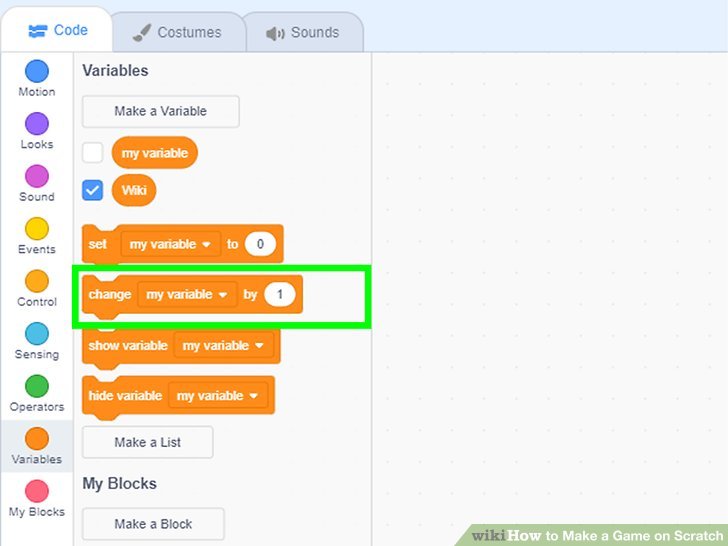 Code Costumes Sounds
Motion
Looks
Sound
Events
Control
Sensing
Operators
Variables
My Blocks
Variables
Make a Variable
my variable
Wiki
set my variable to 0
change my variable by 1
show variable my variable
hide variable my variable
Make a List
My Blocks
Make a Block
wikiHow to Make a Game on Scratch